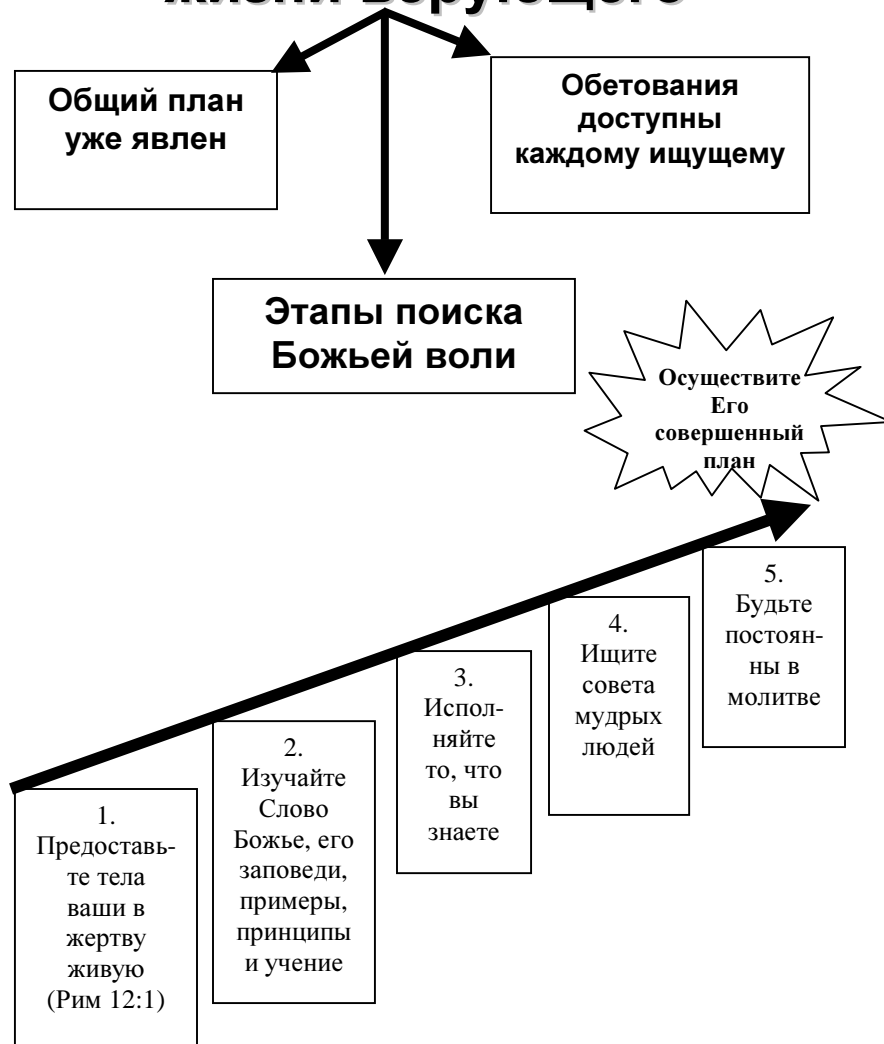 жизни верующего
Общий план
уже явлен
Обетования
доступны
каждому ищущему
Этапы поиска
Божьей воли
Осуществите
Его
совершенный
план
1.
Предоставь-
те тела
ваши в
жертву
живую
(Рим 12:1)
2.
Изучайте
Слово
Божье, его
заповеди,
примеры,
принципы
и учение
3.
Испол-
няйте
то, что
вы
знаете
4.
Ищите
совета
мудрых
людей
5.
Будьте
постоян-
ны в
молитве